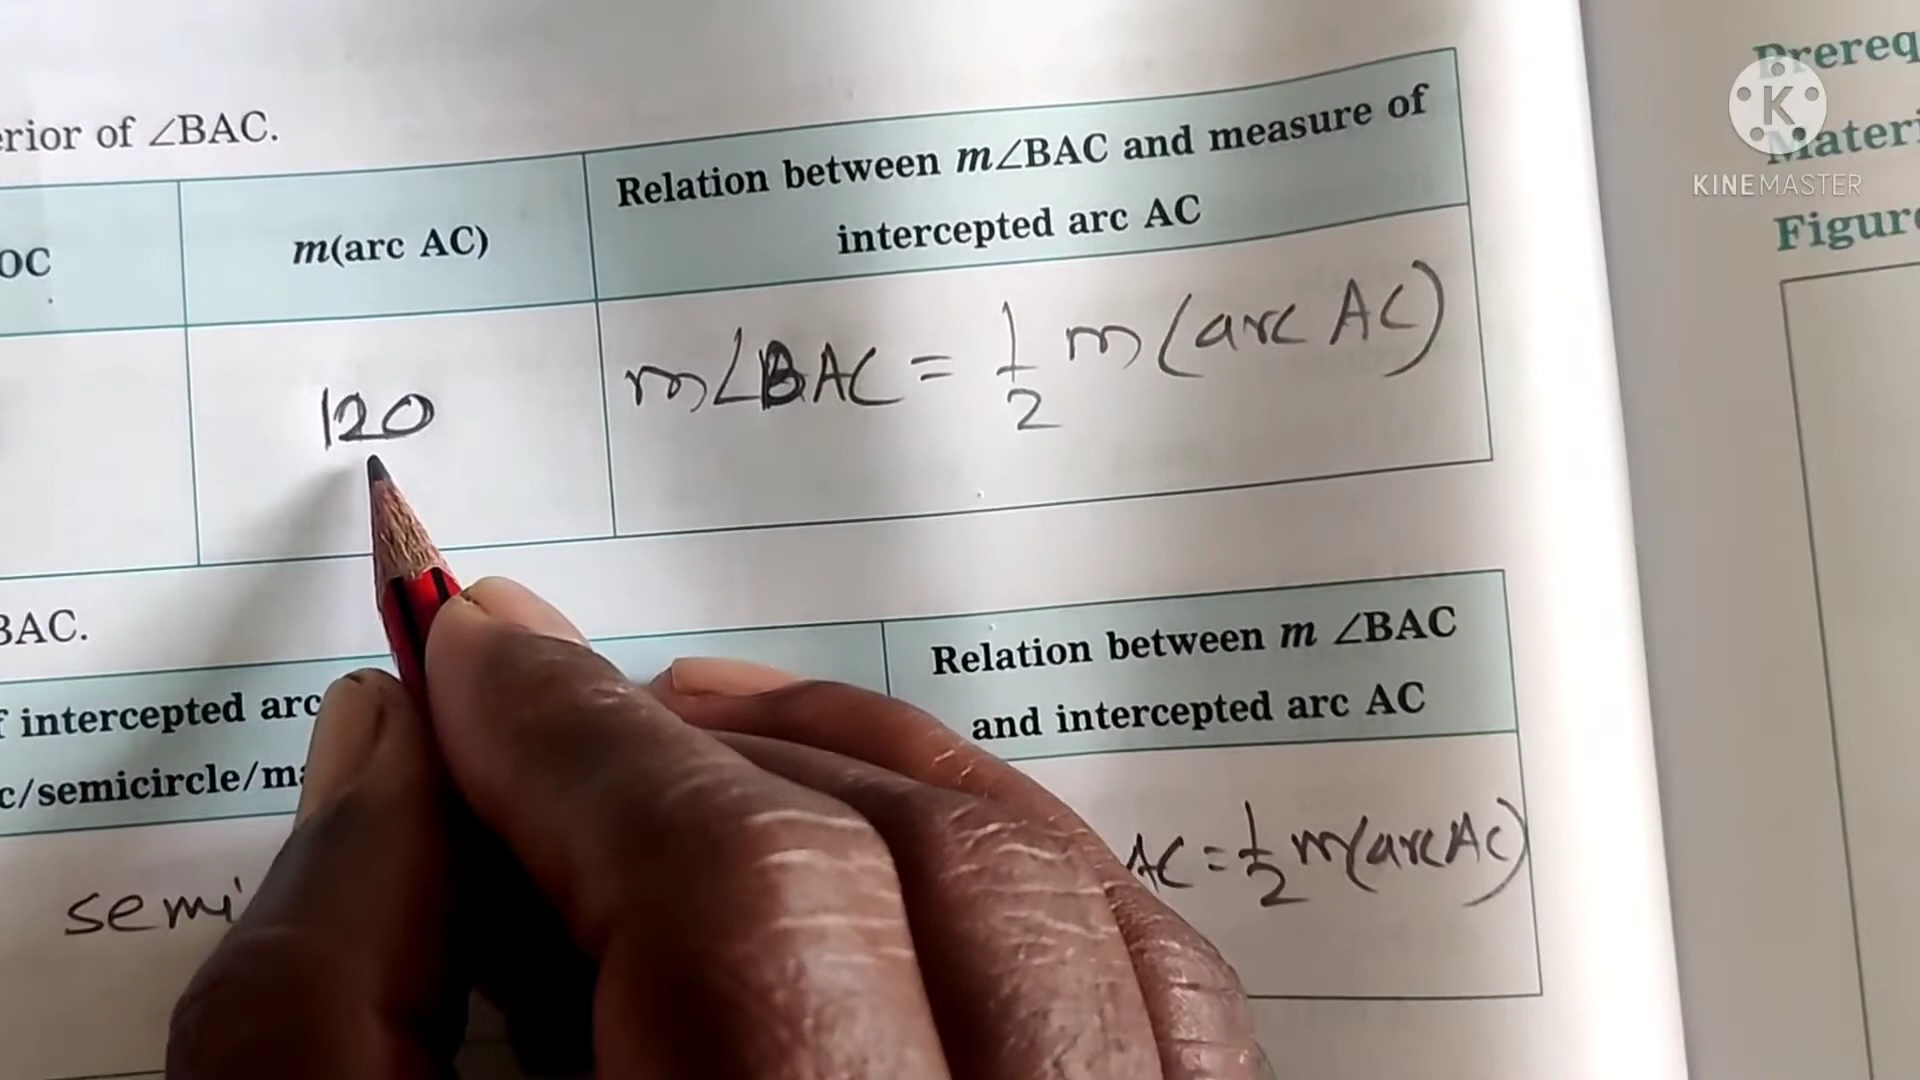 erior of ∠BAC.
OC
m(arc AC)
Relation between m∠BAC and measure of
intercepted arc AC
120
m∠BAC = 1/2 m(arc AC)
BAC.
f intercepted arc
c/semicircle/ma
Relation between m ∠BAC
and intercepted arc AC
semi
AC = 1/2 m(arc AC)
Prereq
Materi
Figure
K
KINEMASTER